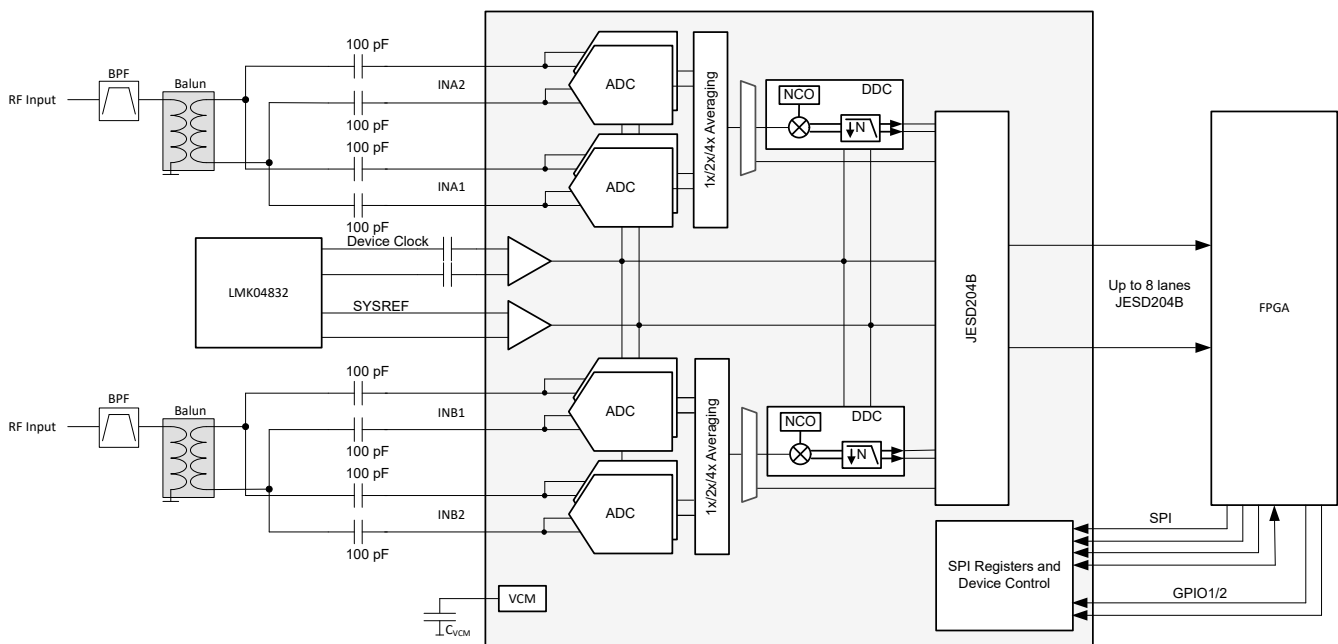 100 pF
BPF
Balun
RF Input
INA2
100 pF
100 pF
INA1
100 pF
ADC
ADC
1x/2x/4x Averaging
NCO
DDC
N
Device Clock
LMK04832
SYSREF
JESD204B
Up to 8 lanes
JESD204B
FPGA
100 pF
BPF
Balun
RF Input
INB1
100 pF
100 pF
INB2
100 pF
ADC
ADC
1x/2x/4x Averaging
NCO
DDC
N
SPI
SPI Registers and
Device Control
GPIO1/2
VCM
CVCM